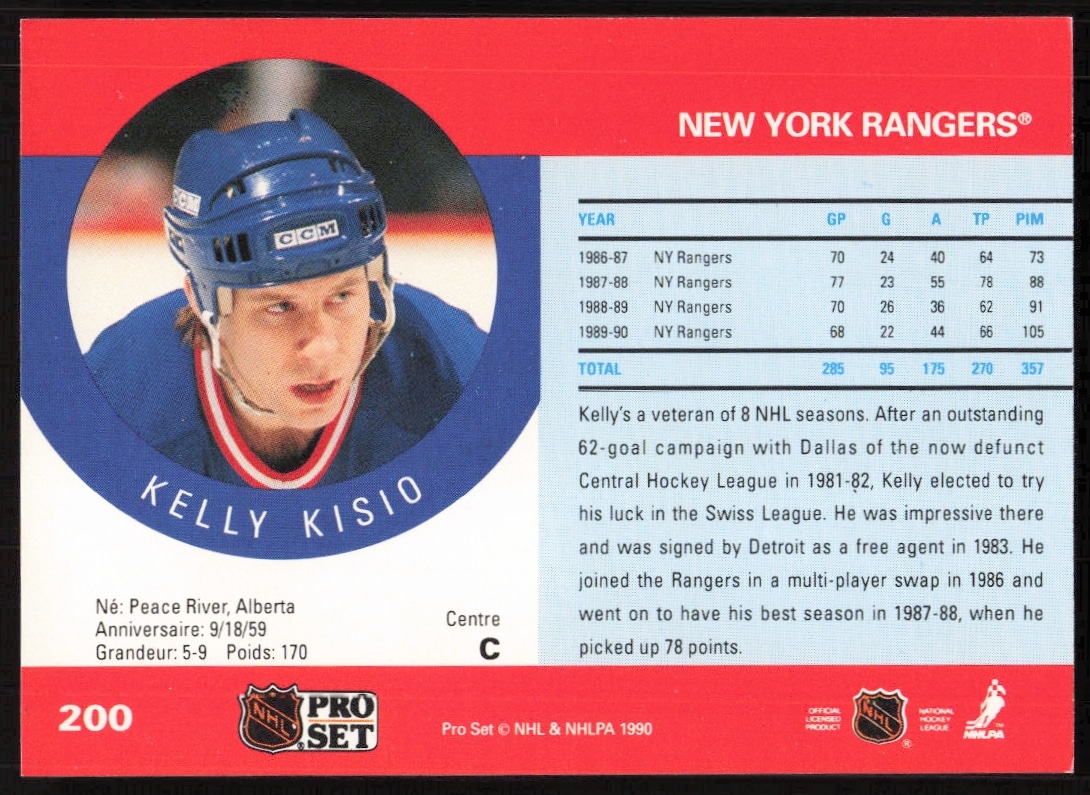 NEW YORK RANGERS®
CCM
CCM
KELLY KISIO
YEAR GP G A TP PIM
1986-87 NY Rangers 70 24 40 64 73
1987-88 NY Rangers 77 23 55 78 88
1988-89 NY Rangers 70 26 36 62 91
1989-90 NY Rangers 68 22 44 66 105
TOTAL 285 95 175 270 357
Kelly's a veteran of 8 NHL seasons. After an outstanding
62-goal campaign with Dallas of the now defunct
Central Hockey League in 1981-82, Kelly elected to try
his luck in the Swiss League. He was impressive there
and was signed by Detroit as a free agent in 1983. He
joined the Rangers in a multi-player swap in 1986 and
went on to have his best season in 1987-88, when he
picked up 78 points.
Né: Peace River, Alberta
Anniversaire: 9/18/59
Grandeur: 5-9 Poids: 170
Centre
C
200
NHL
PRO
SET
®
Pro Set © NHL & NHLPA 1990
OFFICIAL
LICENSED
PRODUCT
NHL
®
NATIONAL
HOCKEY
LEAGUE
NHLPA
™